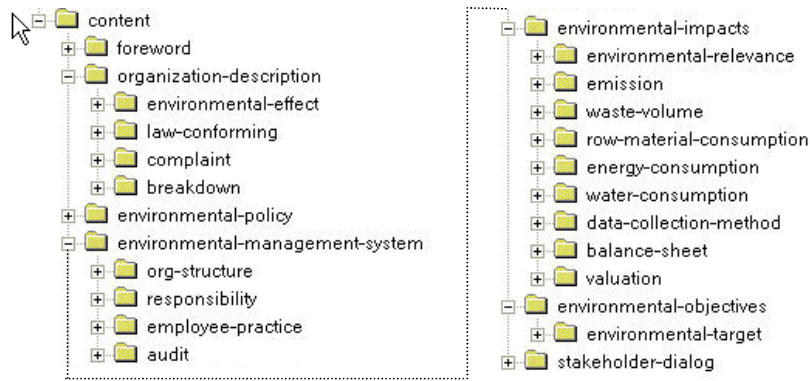 content
foreword
organization-description
environmental-effect
law-conforming
complaint
breakdown
environmental-policy
environmental-management-system
org-structure
responsibility
employee-practice
audit
environmental-impacts
environmental-relevance
emission
waste-volume
row-material-consumption
energy-consumption
water-consumption
data-collection-method
balance-sheet
valuation
environmental-objectives
environmental-target
stakeholder-dialog